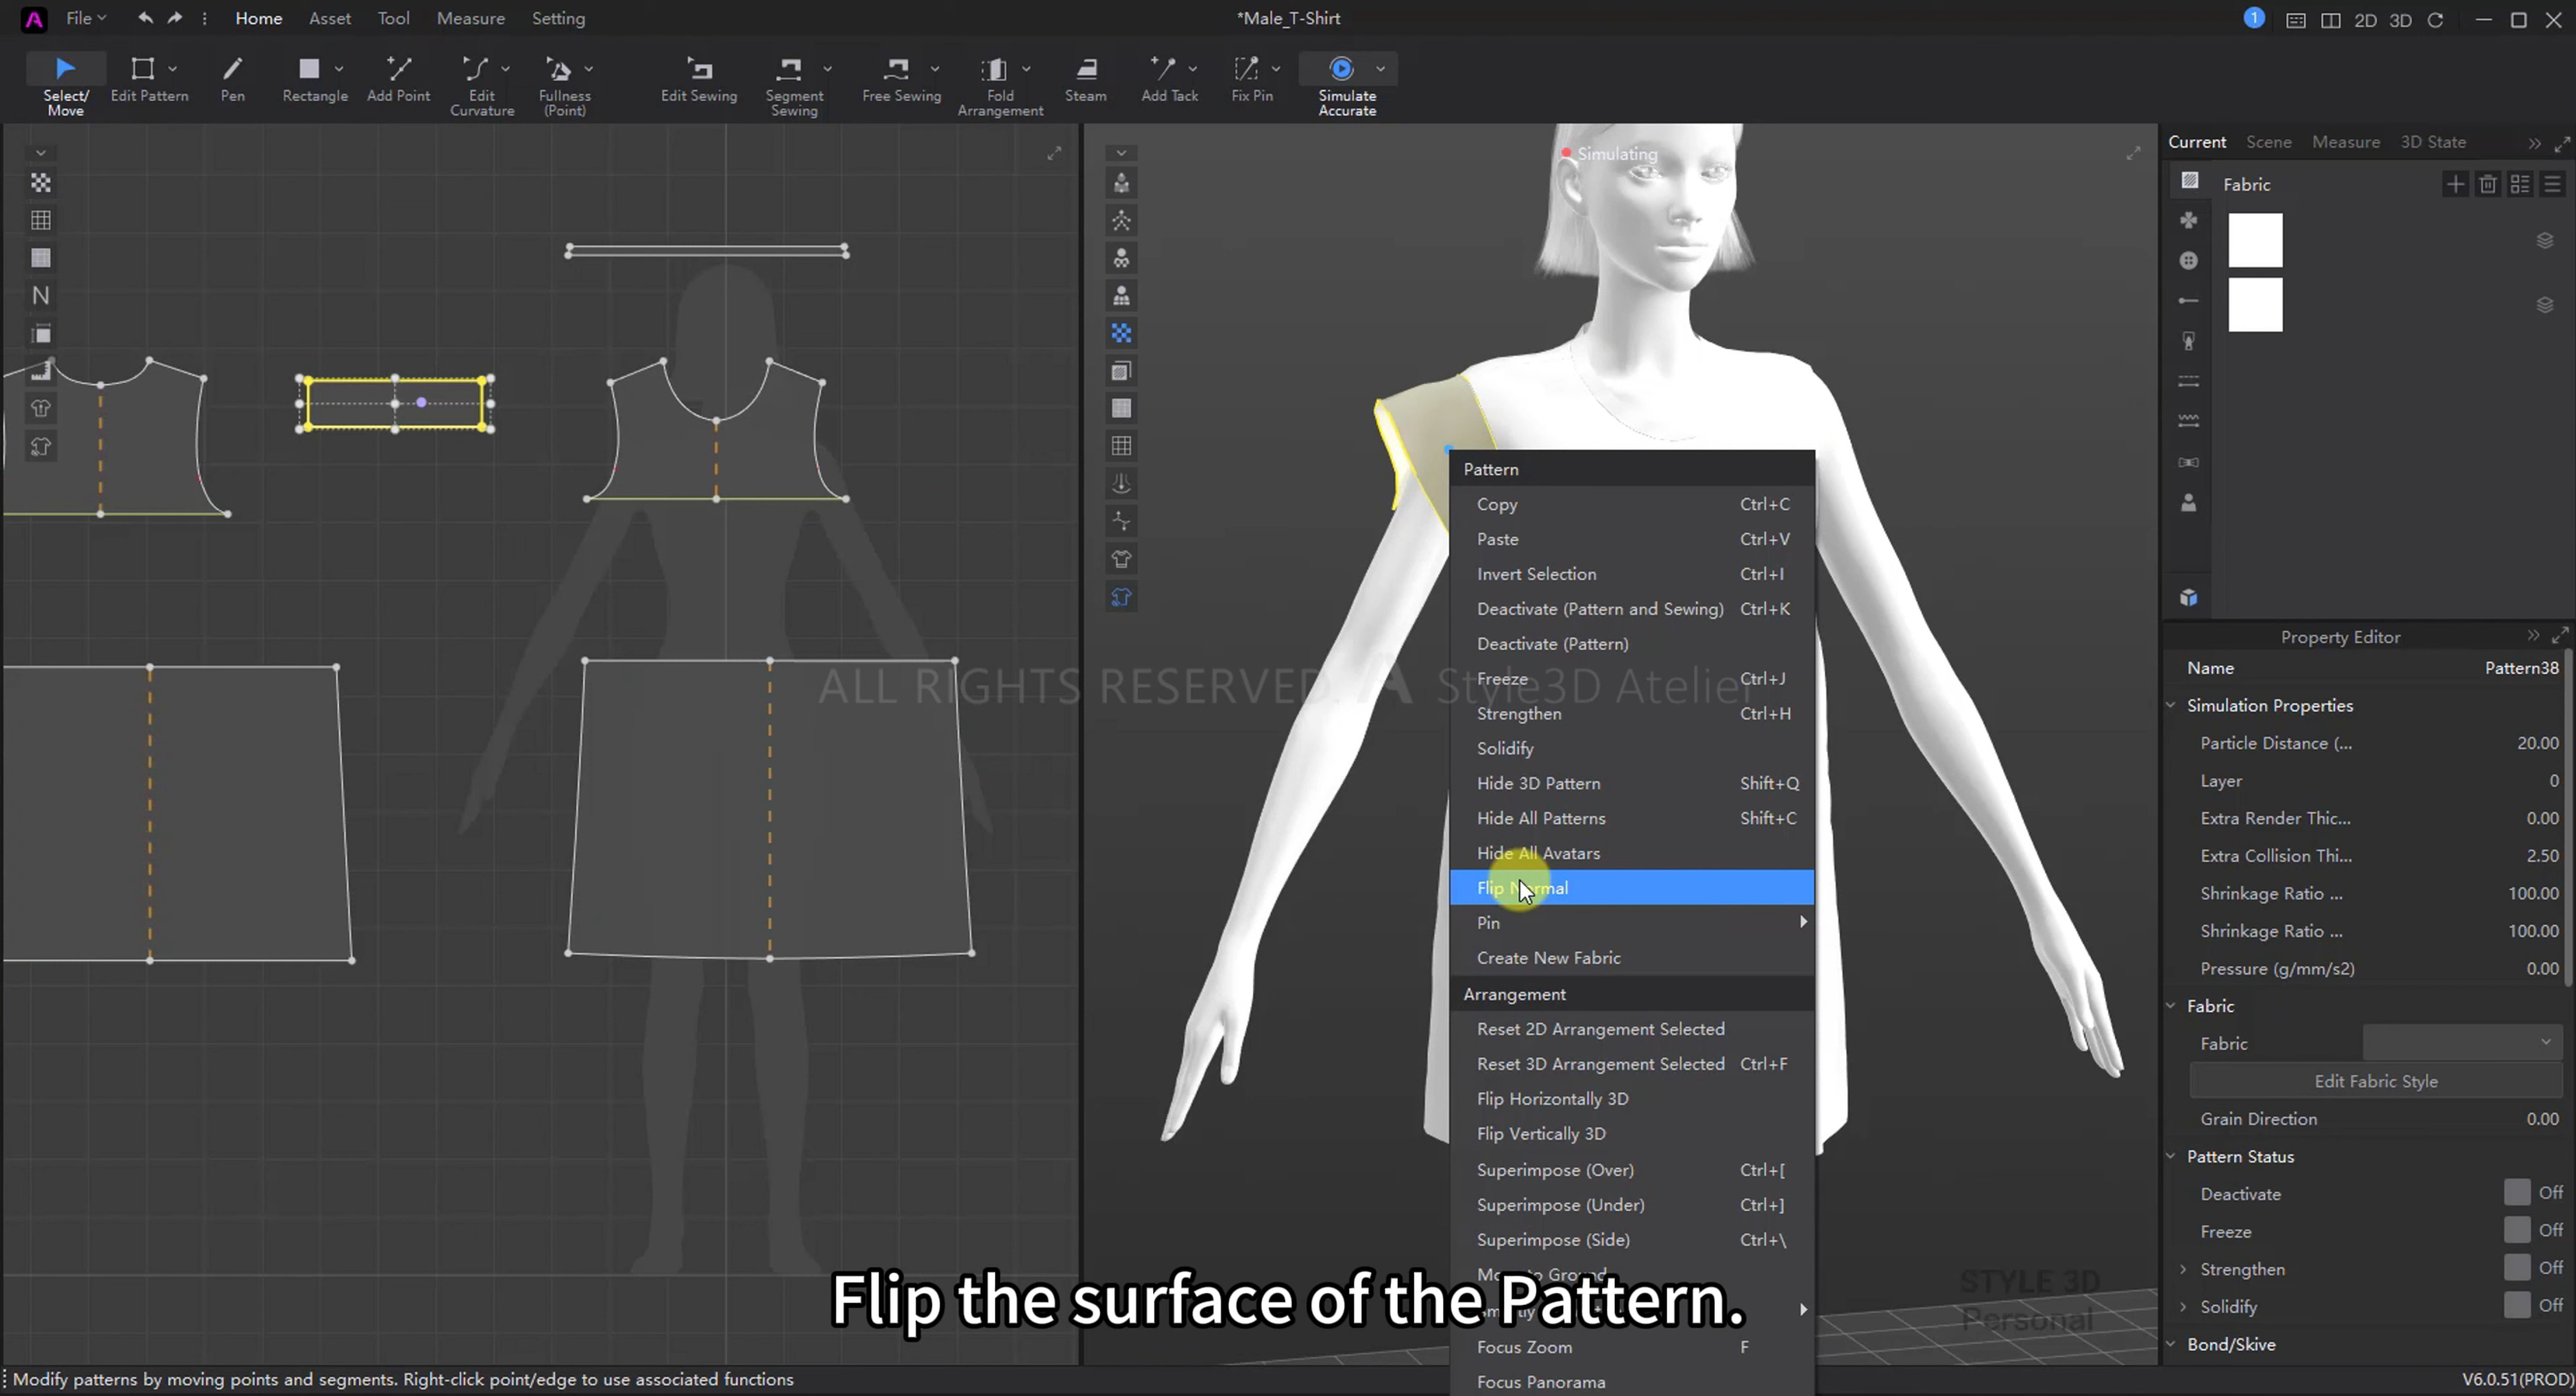 File Home Asset Tool Measure Setting
*Male_T-Shirt
1 2D 3D
Select/
Move
Edit Pattern
Pen
Rectangle
Add Point
Edit
Curvature
Fullness
(Point)
Edit Sewing
Segment
Sewing
Free Sewing
Fold
Arrangement
Steam
Add Tack
Fix Pin
Simulate
Accurate
Simulating
N
Pattern
Copy Ctrl+C
Paste Ctrl+V
Invert Selection Ctrl+I
Deactivate (Pattern and Sewing) Ctrl+K
Deactivate (Pattern)
Freeze Ctrl+J
Strengthen Ctrl+H
Solidify
Hide 3D Pattern Shift+Q
Hide All Patterns Shift+C
Hide All Avatars
Flip Normal
Pin
Create New Fabric
Arrangement
Reset 2D Arrangement Selected
Reset 3D Arrangement Selected Ctrl+F
Flip Horizontally 3D
Flip Vertically 3D
Superimpose (Over) Ctrl+[
Superimpose (Under) Ctrl+]
Superimpose (Side) Ctrl+\
Move to Ground
Focus Zoom F
Focus Panorama
ALL RIGHTS RESERVED. Style3D Atelier
Flip the surface of the Pattern.
STYLE 3D
Personal
Current Scene Measure 3D State
Fabric
Property Editor
Name Pattern38
Simulation Properties
Particle Distance (... 20.00
Layer 0
Extra Render Thic... 0.00
Extra Collision Thi... 2.50
Shrinkage Ratio ... 100.00
Shrinkage Ratio ... 100.00
Pressure (g/mm/s2) 0.00
Fabric
Fabric
Edit Fabric Style
Grain Direction 0.00
Pattern Status
Deactivate Off
Freeze Off
Strengthen Off
Solidify Off
Bond/Skive
Modify patterns by moving points and segments. Right-click point/edge to use associated functions
V6.0.51(PROD)